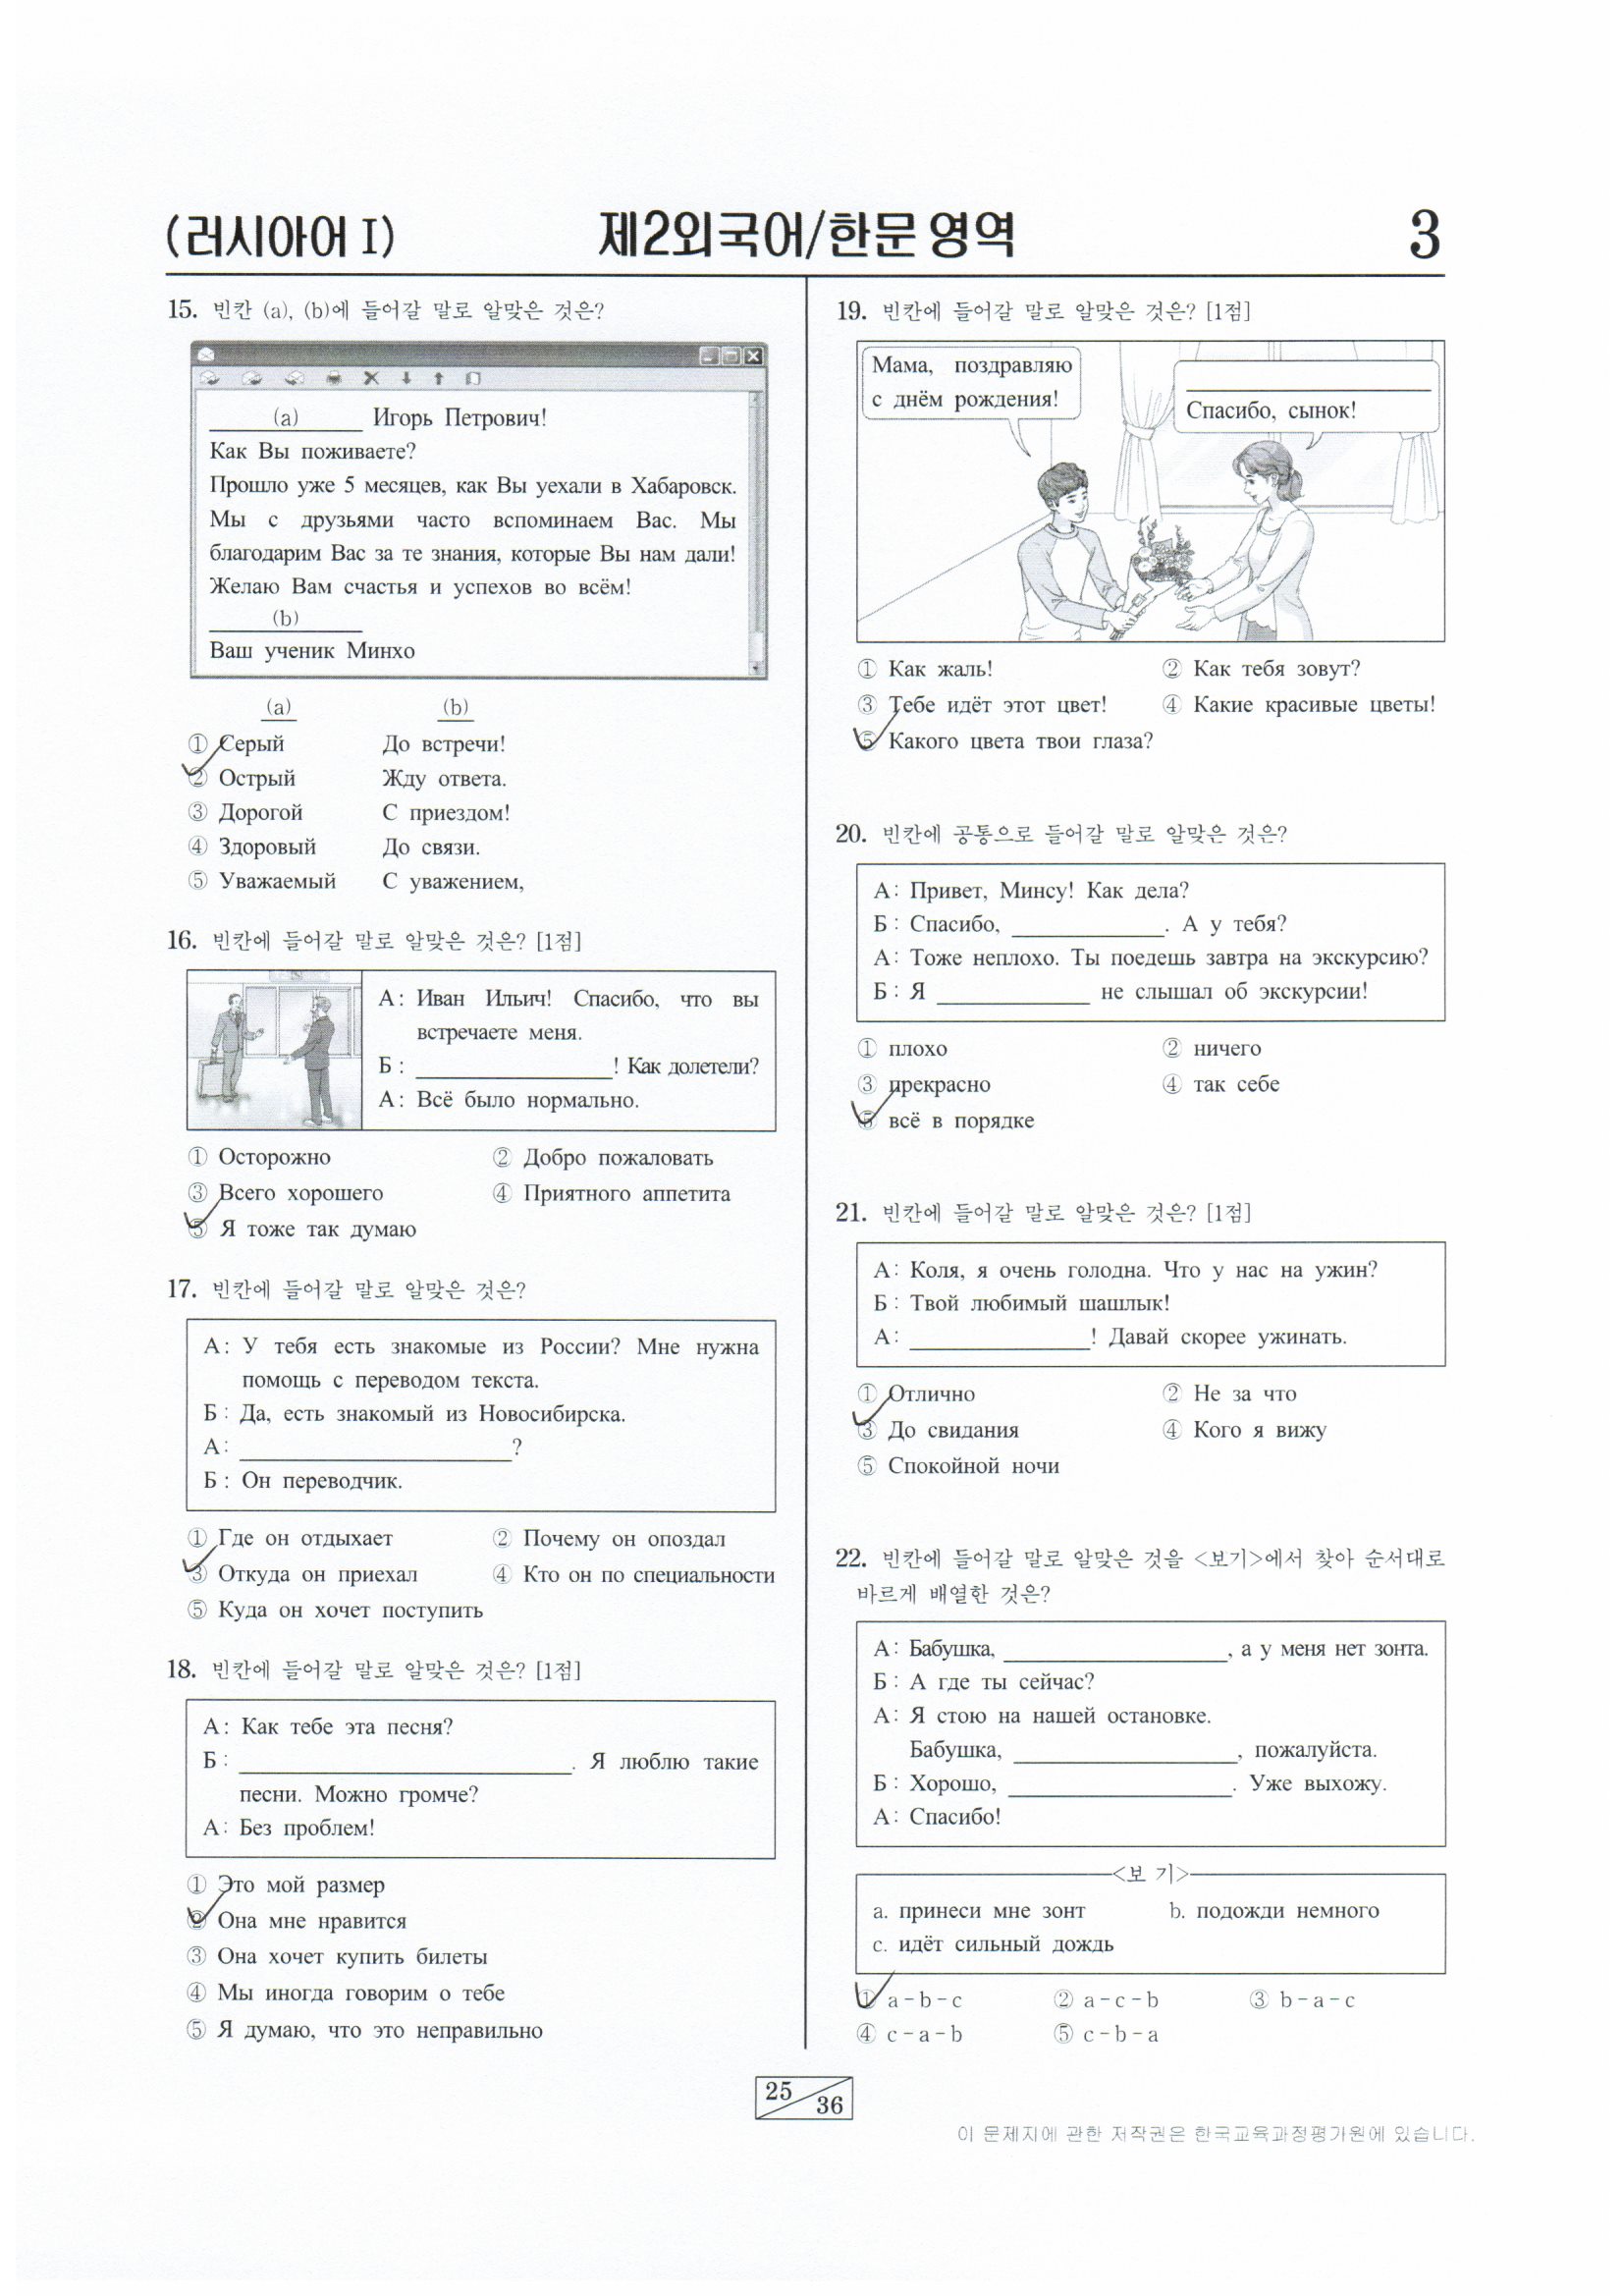 (러시아어 I)
제2외국어/한문 영역
3
15. 빈칸 (a), (b)에 들어갈 말로 알맞은 것은?
(a) Игорь Петрович!
Как Вы поживаете?
Прошло уже 5 месяцев, как Вы уехали в Хабаровск.
Мы с друзьями часто вспоминаем Вас. Мы
благодарим Вас за те знания, которые Вы нам дали!
Желаю Вам счастья и успехов во всём!
(b)
Ваш ученик Минхо
(a) (b)
① Серый До встречи!
② Острый Жду ответа.
③ Дорогой С приездом!
④ Здоровый До связи.
⑤ Уважаемый С уважением,
16. 빈칸에 들어갈 말로 알맞은 것은? [1점]
А: Иван Ильич! Спасибо, что вы
встречаете меня.
Б: ____________! Как долетели?
А: Всё было нормально.
① Осторожно ② Добро пожаловать
③ Всего хорошего ④ Приятного аппетита
⑤ Я тоже так думаю
17. 빈칸에 들어갈 말로 알맞은 것은?
А: У тебя есть знакомые из России? Мне нужна
помощь с переводом текста.
Б: Да, есть знакомый из Новосибирска.
А: ____________?
Б: Он переводчик.
① Где он отдыхает ② Почему он опоздал
③ Откуда он приехал ④ Кто он по специальности
⑤ Куда он хочет поступить
18. 빈칸에 들어갈 말로 알맞은 것은? [1점]
А: Как тебе эта песня?
Б: ____________. Я люблю такие
песни. Можно громче?
А: Без проблем!
① Это мой размер
② Она мне нравится
③ Она хочет купить билеты
④ Мы иногда говорим о тебе
⑤ Я думаю, что это неправильно
19. 빈칸에 들어갈 말로 알맞은 것은? [1점]
Мама, поздравляю
с днём рождения!
____________
Спасибо, сынок!
① Как жаль! ② Как тебя зовут?
③ Тебе идёт этот цвет! ④ Какие красивые цветы!
⑤ Какого цвета твои глаза?
20. 빈칸에 공통으로 들어갈 말로 알맞은 것은?
А: Привет, Минсу! Как дела?
Б: Спасибо, ____________. А у тебя?
А: Тоже неплохо. Ты поедешь завтра на экскурсию?
Б: Я ____________ не слышал об экскурсии!
① плохо ② ничего
③ прекрасно ④ так себе
⑤ всё в порядке
21. 빈칸에 들어갈 말로 알맞은 것은? [1점]
А: Коля, я очень голодна. Что у нас на ужин?
Б: Твой любимый шашлык!
А: ____________! Давай скорее ужинать.
① Отлично ② Не за что
③ До свидания ④ Кого я вижу
⑤ Спокойной ночи
22. 빈칸에 들어갈 말로 알맞은 것을 <보기>에서 찾아 순서대로
바르게 배열한 것은?
А: Бабушка, ____________, а у меня нет зонта.
Б: А где ты сейчас?
А: Я стою на нашей остановке.
Бабушка, ____________, пожалуйста.
Б: Хорошо, ____________. Уже выхожу.
А: Спасибо!
<보 기>
a. принеси мне зонт b. подожди немного
c. идёт сильный дождь
① a-b-c ② a-c-b ③ b-a-c
④ c-a-b ⑤ c-b-a
25 36
이 문제지에 관한 저작권은 한국교육과정평가원에 있습니다.